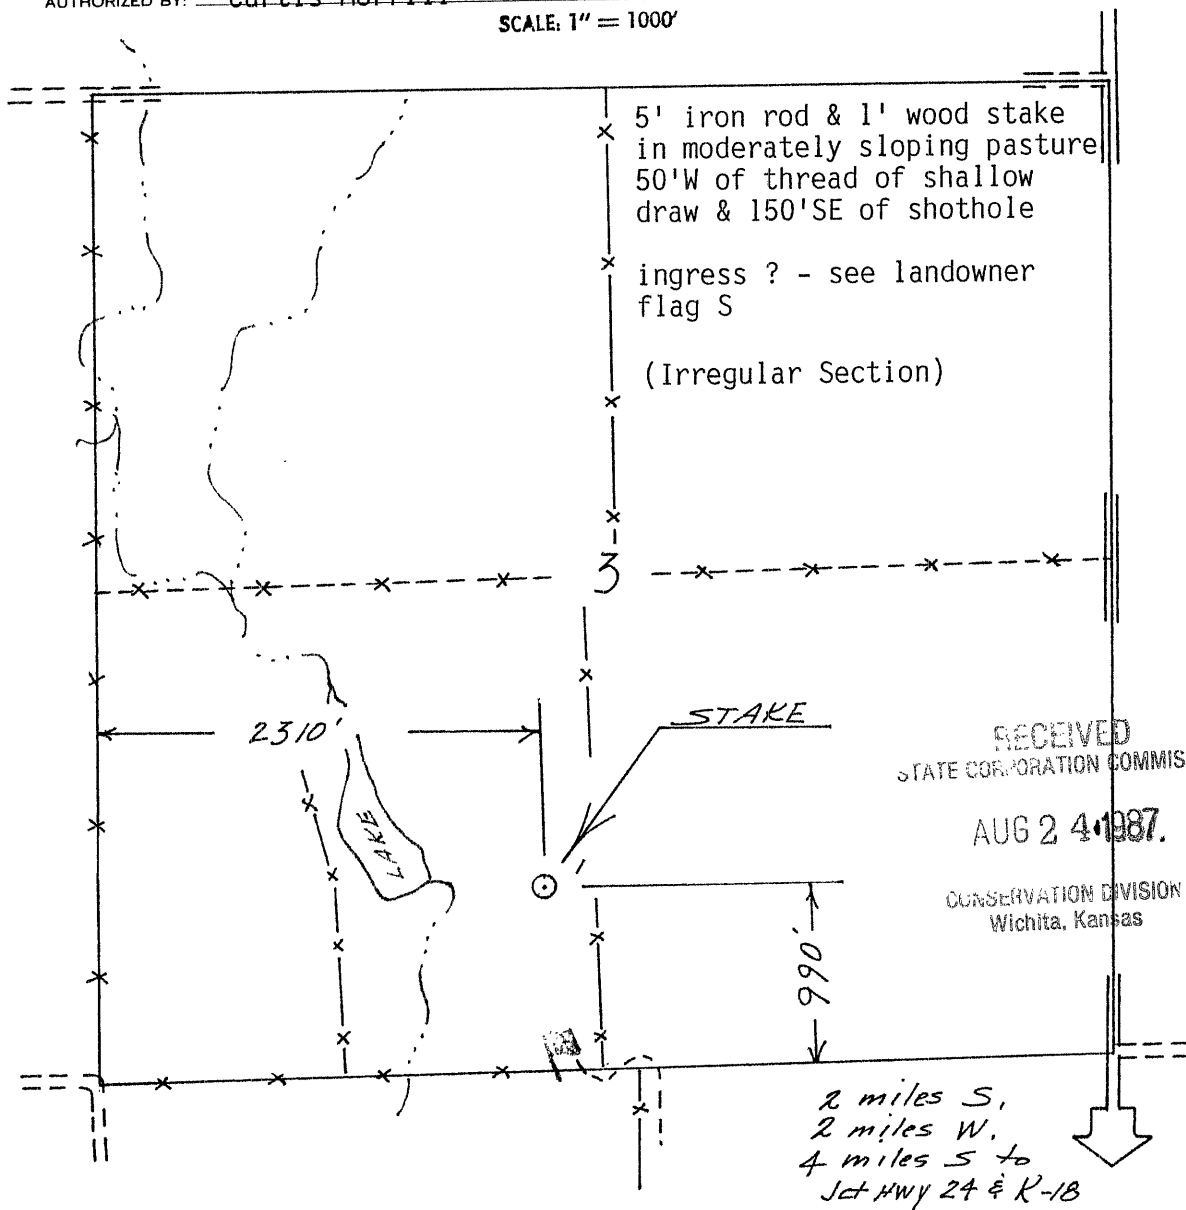 AUTHORIZED BY:
SCALE: 1" = 1000'
5' iron rod & 1' wood stake
in moderately sloping pasture
50'W of thread of shallow
draw & 150'SE of shothole
ingress ? - see landowner
flag S
(Irregular Section)
3
2310'
STAKE
LAKE
990'
RECEIVED
STATE CORPORATION COMMIS
AUG 24 1987
CONSERVATION DIVISION
Wichita, Kansas
2 miles S,
2 miles W.
4 miles S to
Jct Hwy 24 & K-18